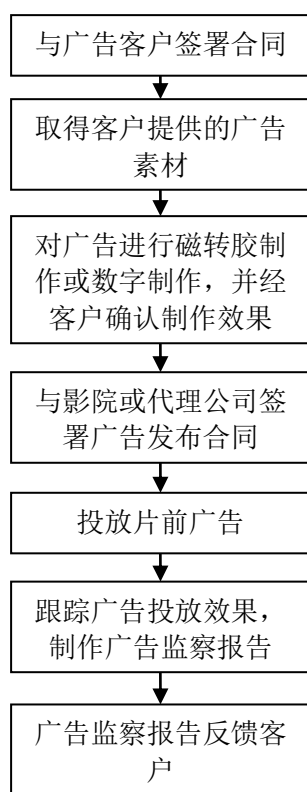 与广告客户签署合同
取得客户提供的广告
素材
对广告进行磁转胶制
作或数字制作，并经
客户确认制作效果
与影院或代理公司签
署广告发布合同
投放片前广告
跟踪广告投放效果，
制作广告监察报告
广告监察报告反馈客
户